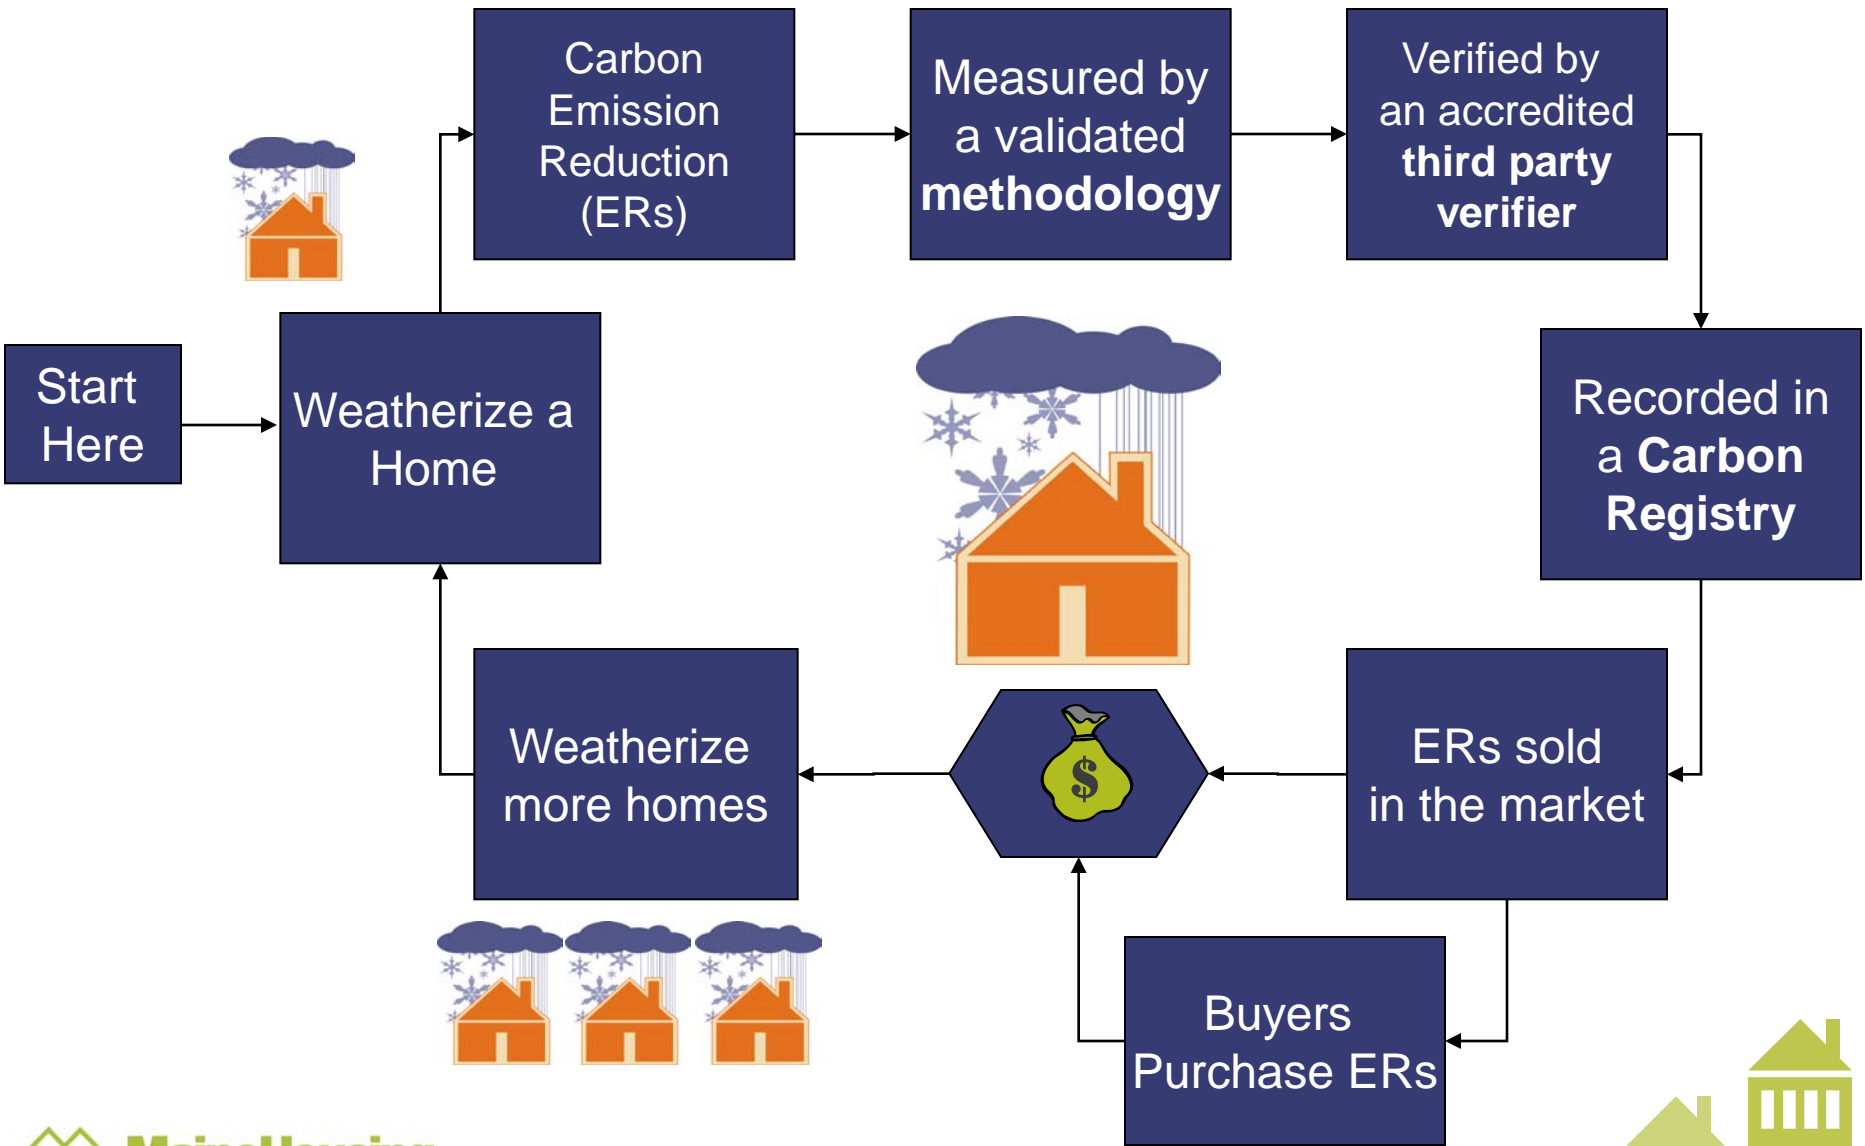 Carbon
Emission
Reduction
(ERs)
Measured by
a validated
methodology
Verified by
an accredited
third party
verifier
Start
Here
Weatherize a
Home
Recorded in
a Carbon
Registry
Weatherize
more homes
$
ERs sold
in the market
Buyers
Purchase ERs
MaineHousing